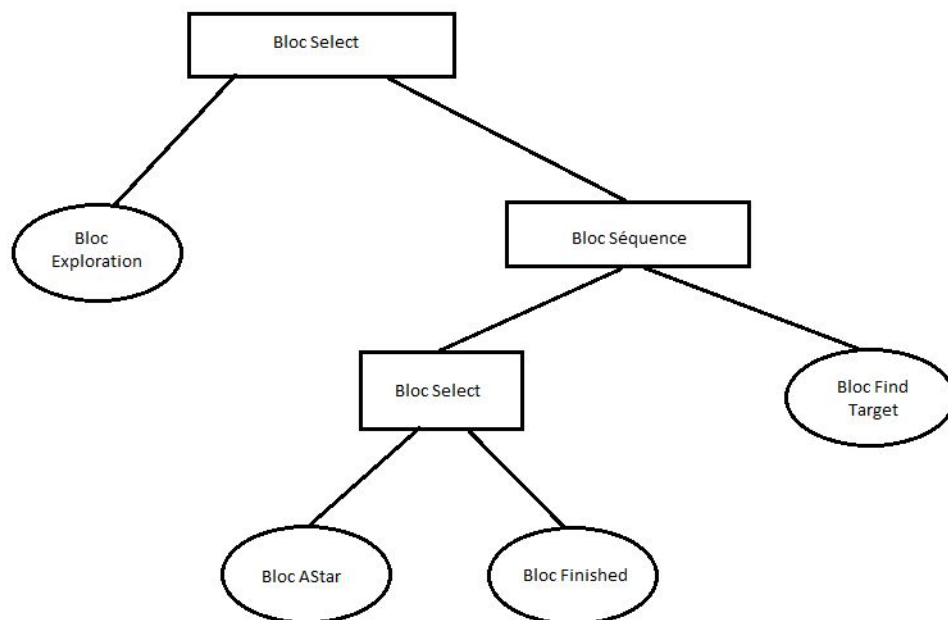 Bloc Select
Bloc
Exploration
Bloc Séquence
Bloc Select
Bloc Find
Target
Bloc AStar
Bloc Finished